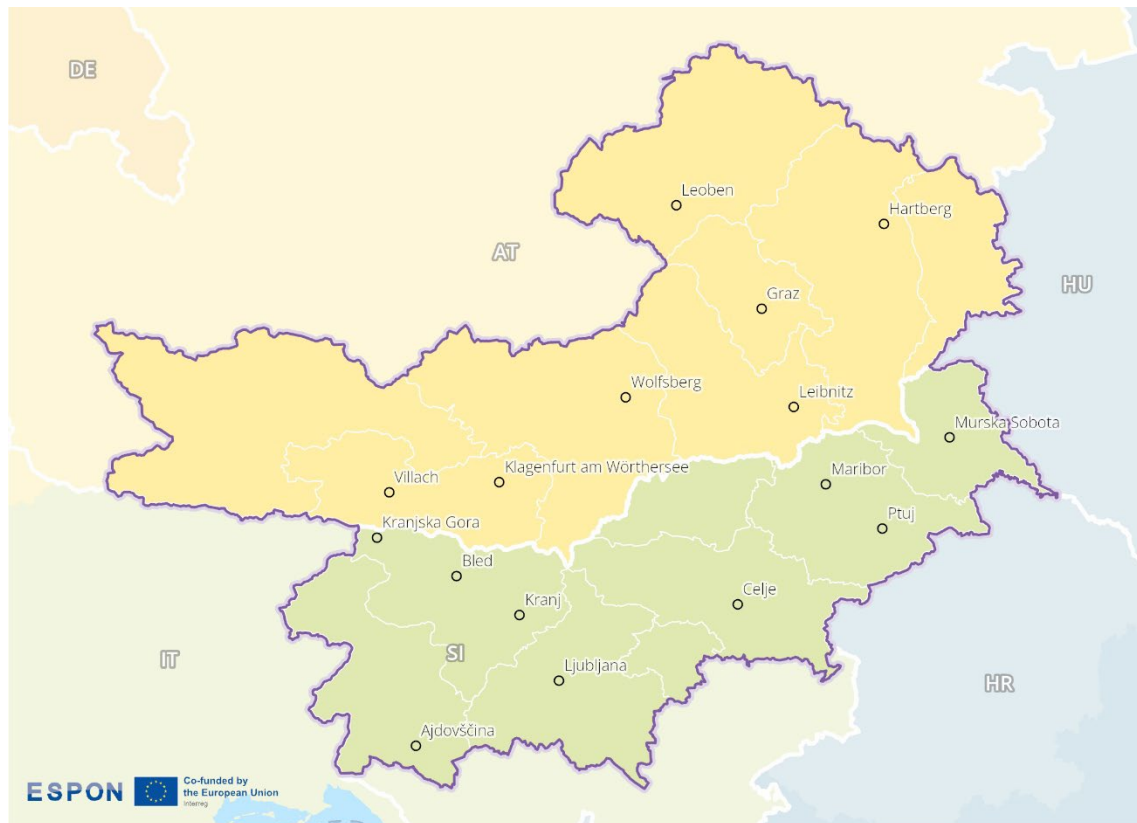 DE
Leoben
Hartberg
AT
HU
Graz
Wolfsberg
Leibnitz
Murska Sobota
Klagenfurt am Wörthersee
Villach
Maribor
Kranjska Gora
Ptuj
Bled
Celje
Kranj
SI
IT
Ljubljana
HR
Ajdovščina
ESPON
Co-funded by
the European Union
Interreg